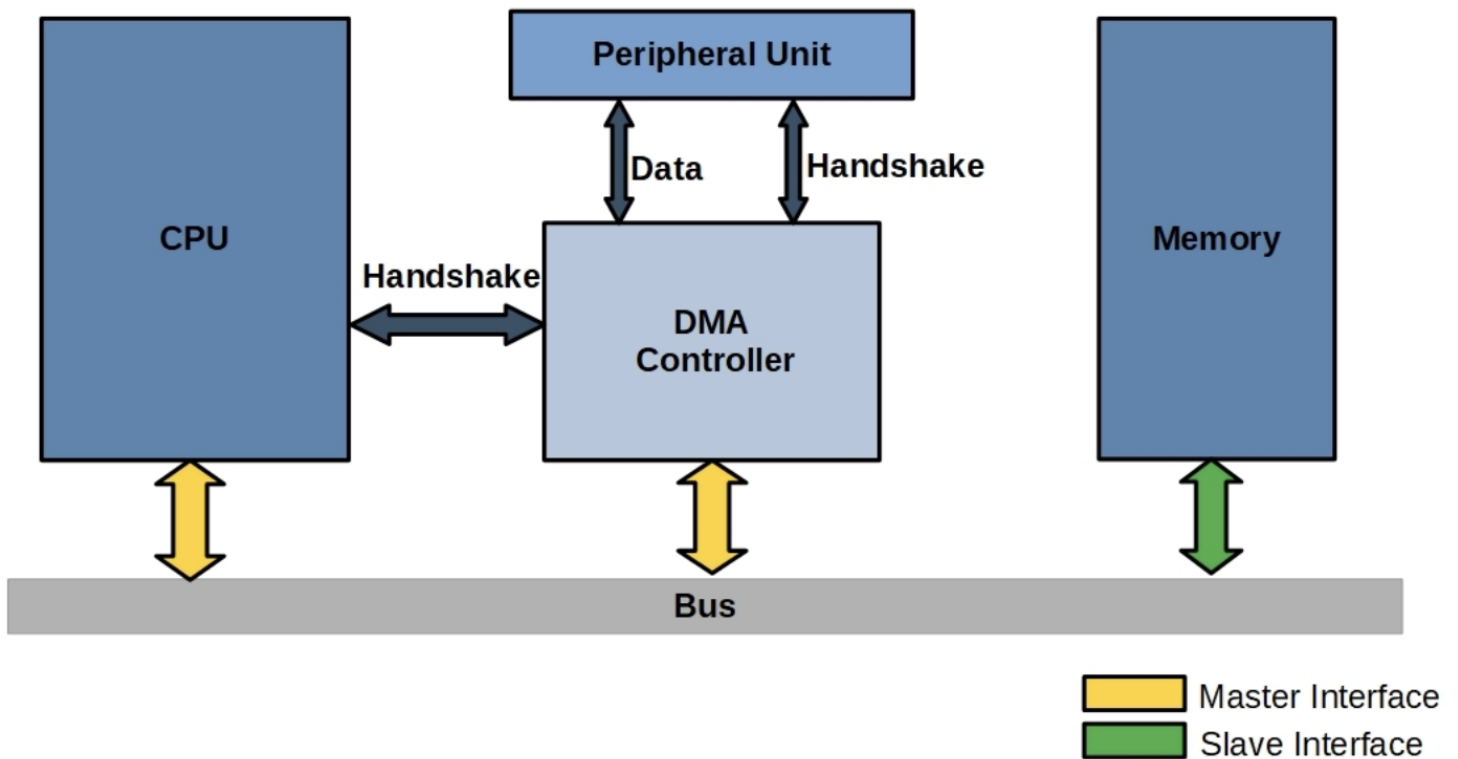 Peripheral Unit
Data
Handshake
CPU
Memory
Handshake
DMA
Controller
Bus
Master Interface
Slave Interface